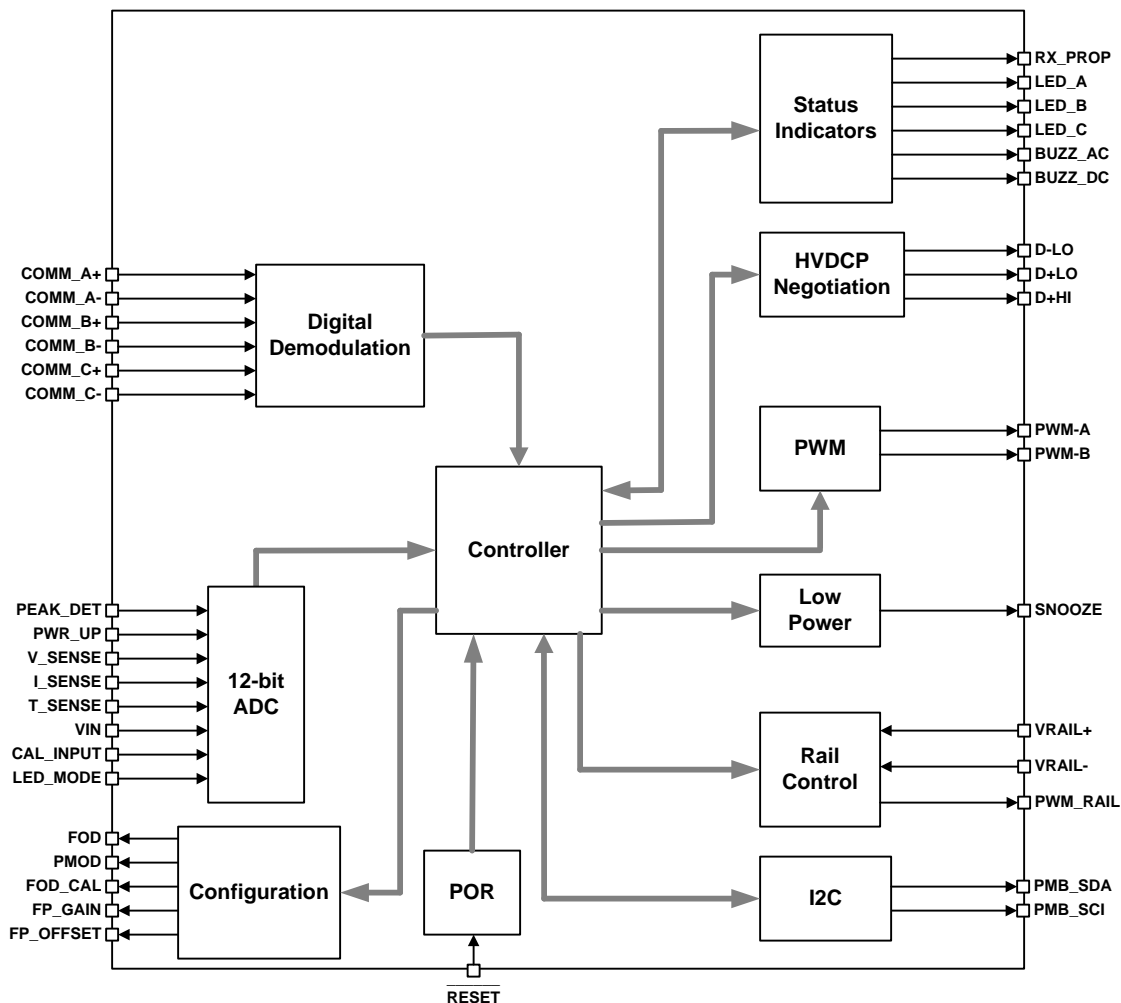 RX_PROP
LED_A
LED_B
LED_C
BUZZ_AC
BUZZ_DC
Status
Indicators
D-LO
D+LO
D+HI
HVDCP
Negotiation
COMM_A+
COMM_A-
COMM_B+
COMM_B-
COMM_C+
COMM_C-
Digital
Demodulation
PWM
PWM-A
PWM-B
Controller
PEAK_DET
PWR_UP
V_SENSE
I_SENSE
T_SENSE
VIN
CAL_INPUT
LED_MODE
12-bit
ADC
Low
Power
SNOOZE
Rail
Control
VRAIL+
VRAIL-
PWM_RAIL
FOD
PMOD
FOD_CAL
FP_GAIN
FP_OFFSET
Configuration
POR
I2C
PMB_SDA
PMB_SCI
RESET